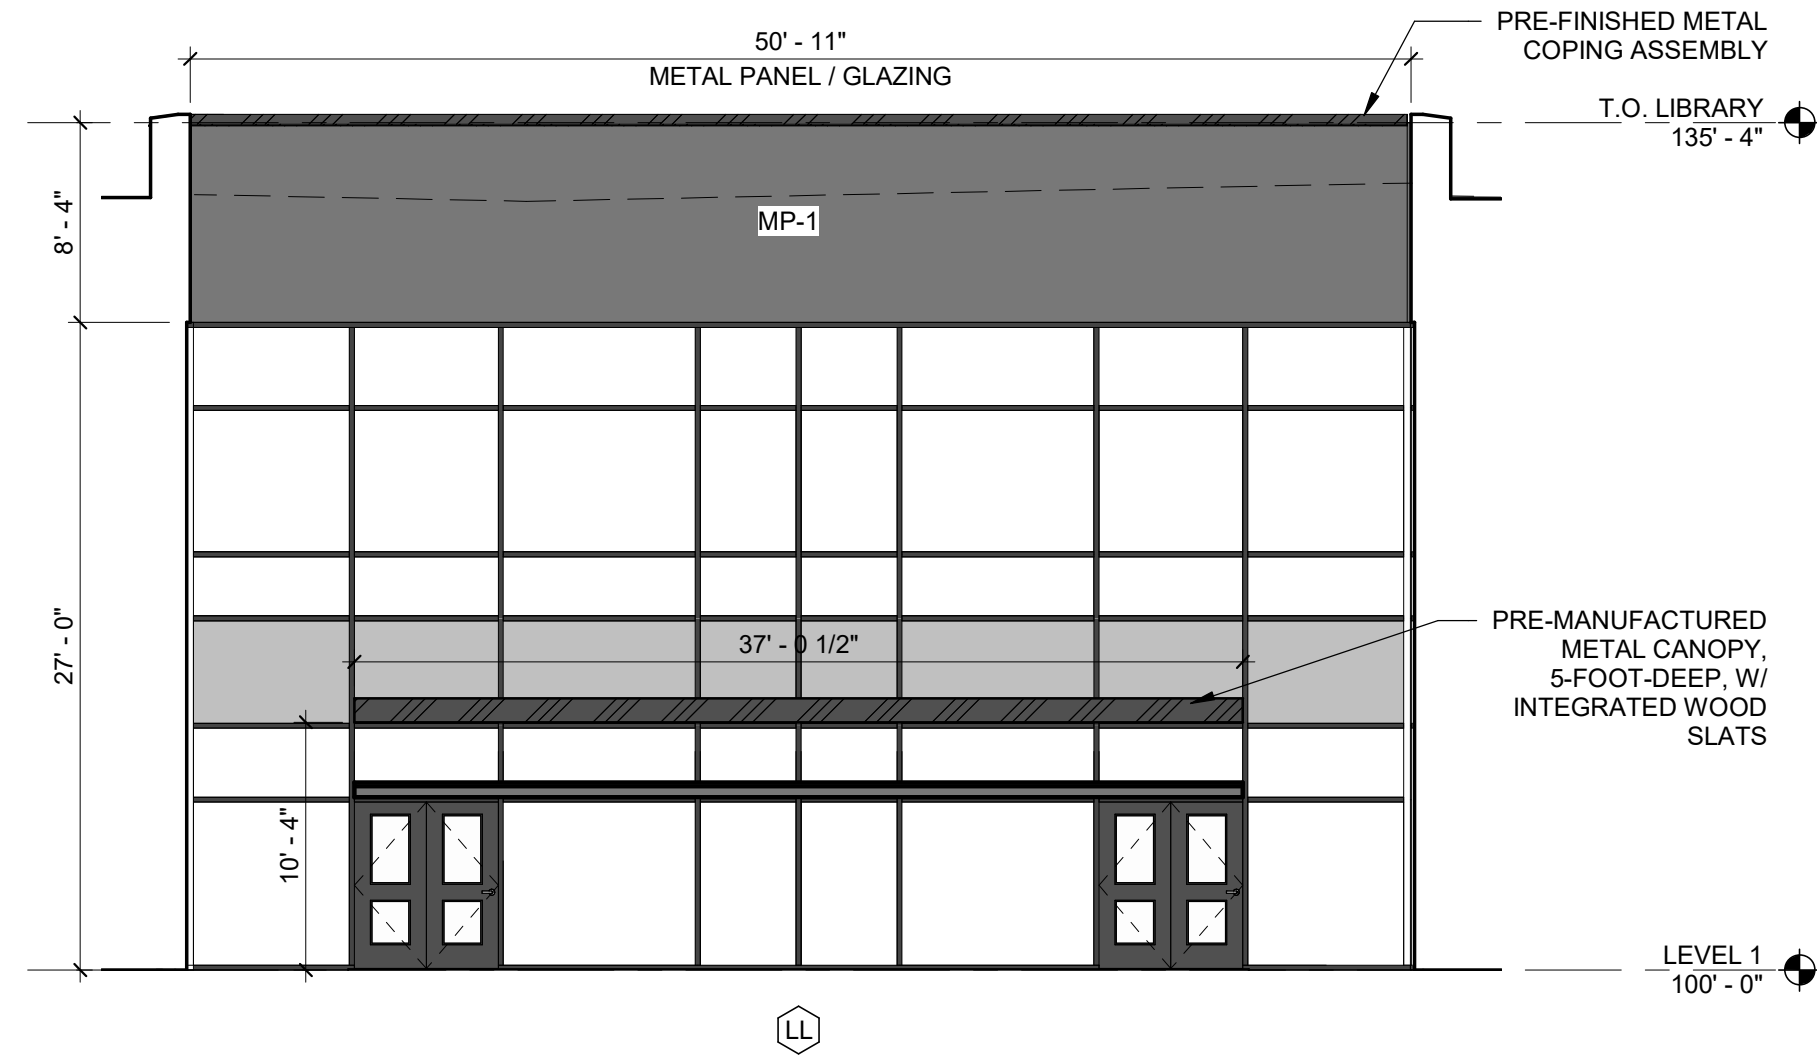 50' - 11"
METAL PANEL / GLAZING
PRE-FINISHED METAL
COPING ASSEMBLY
T.O. LIBRARY
135' - 4"
8' - 4"
MP-1
27' - 0"
37' - 0 1/2"
PRE-MANUFACTURED
METAL CANOPY,
5-FOOT-DEEP, W/
INTEGRATED WOOD
SLATS
10' - 4"
LEVEL 1
100' - 0"
LL